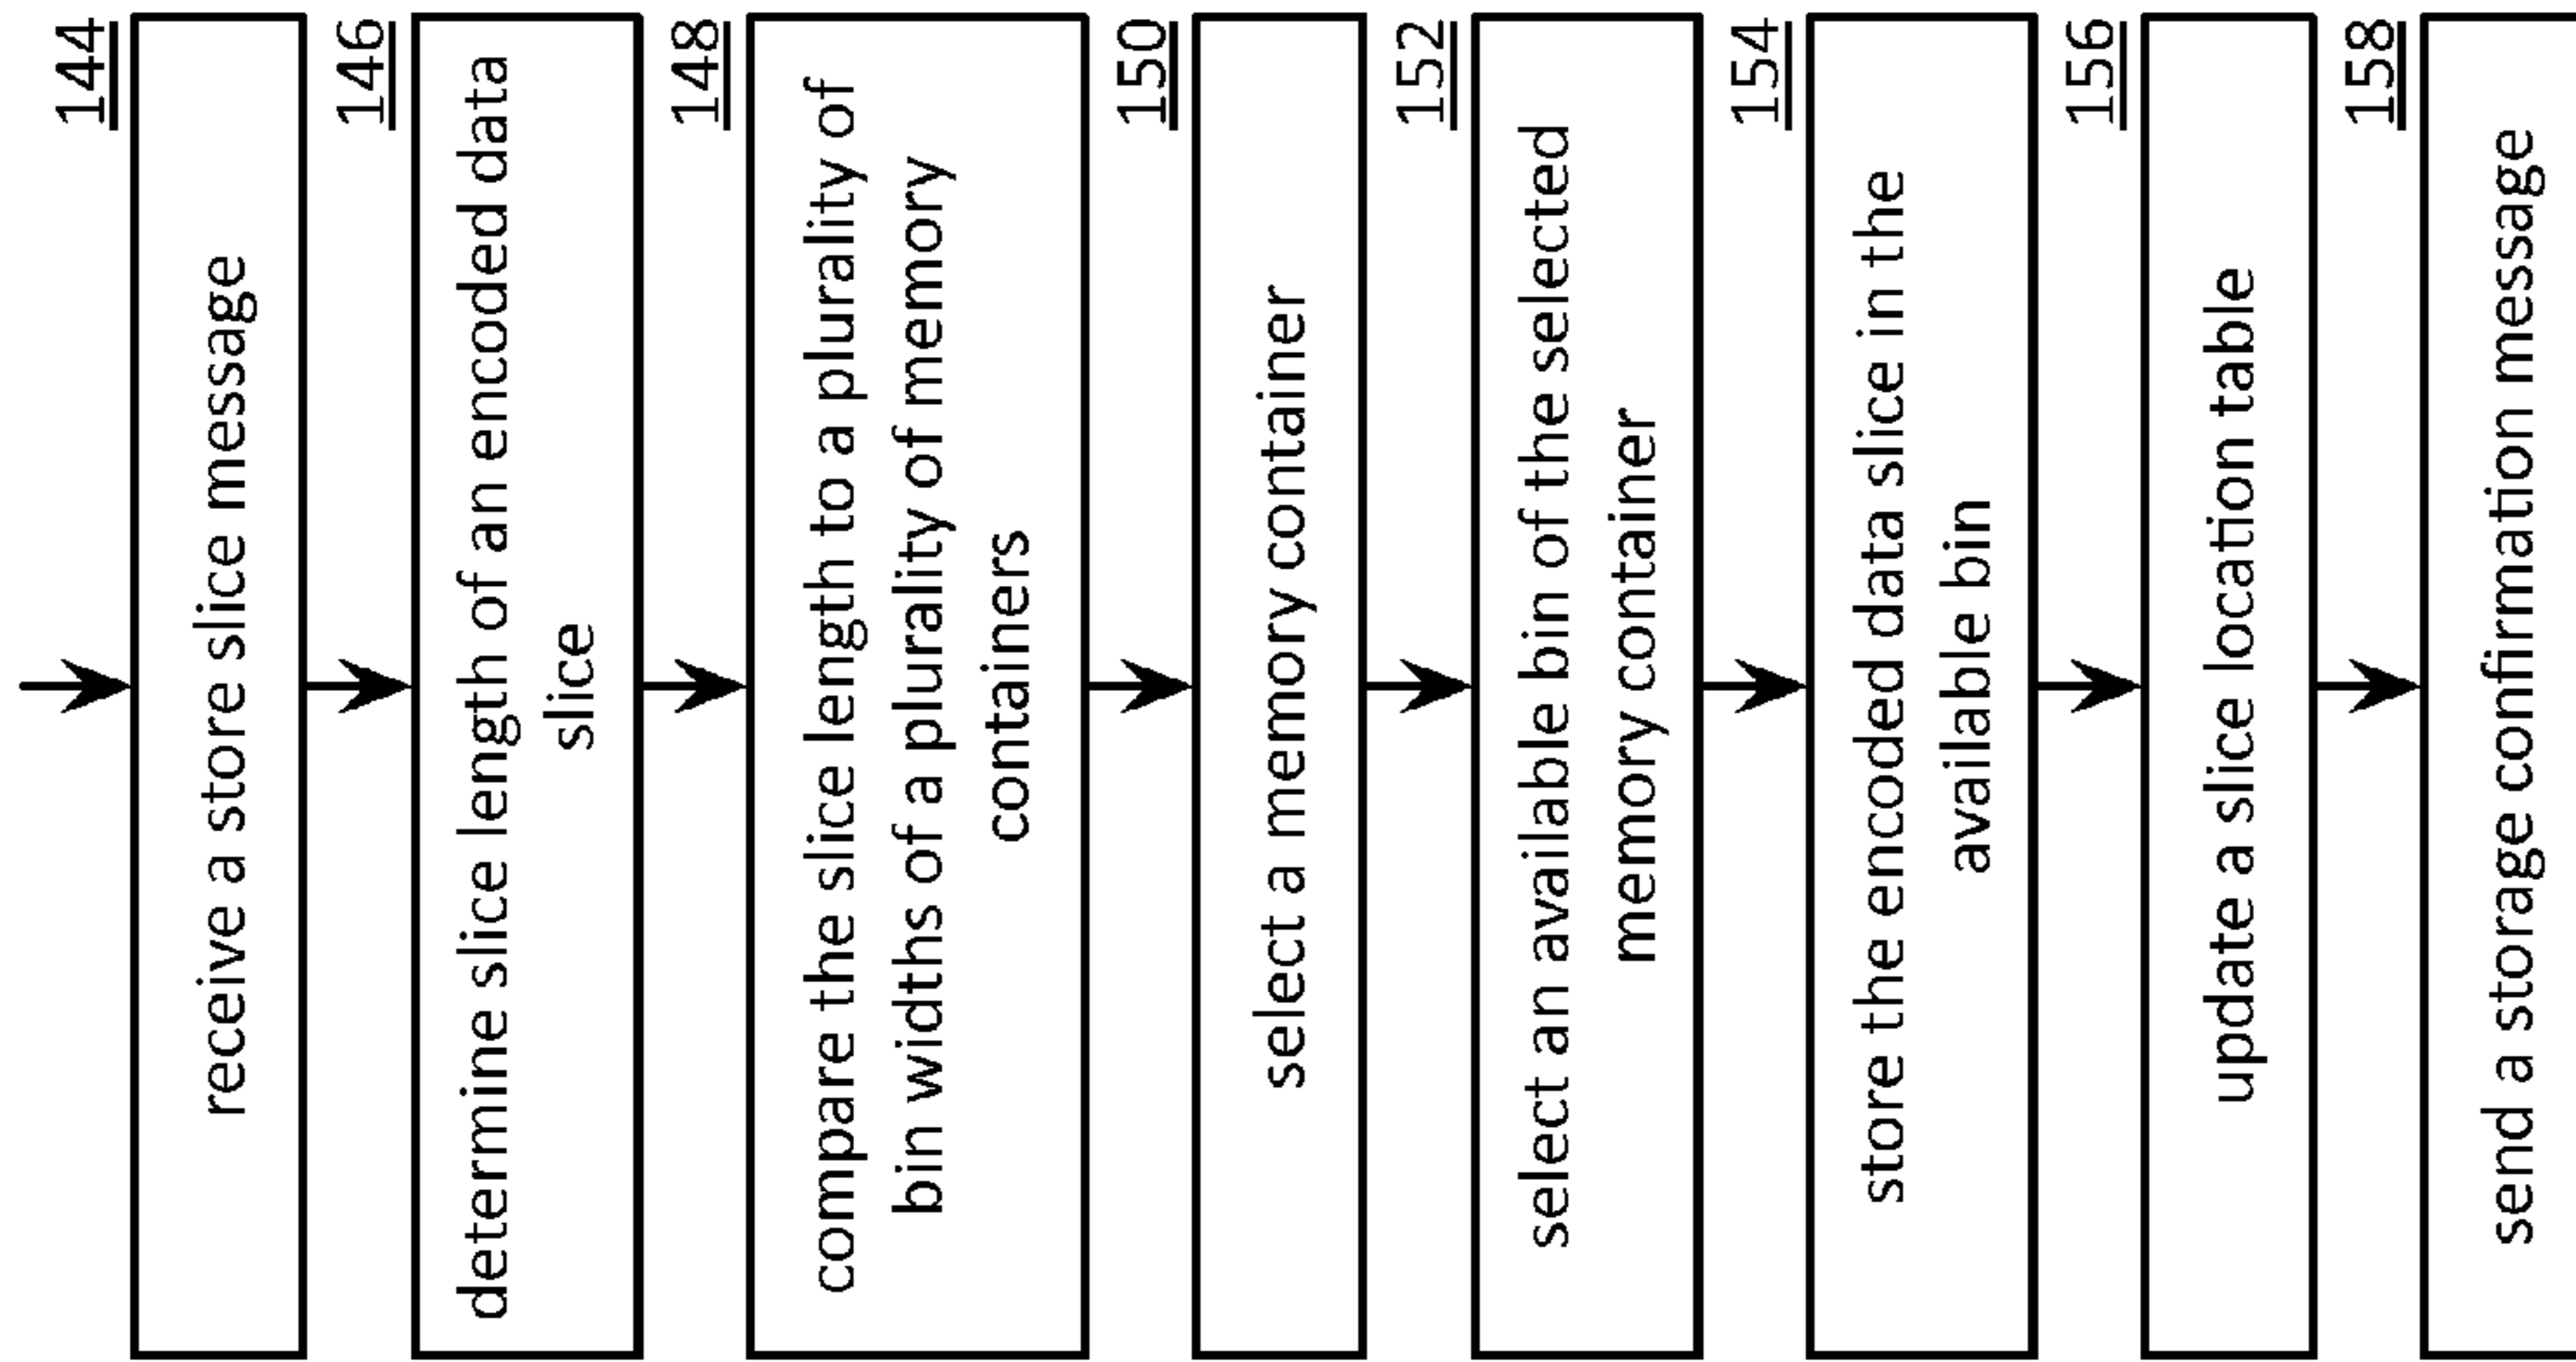 144
receive a store slice message
146
determine slice length of an encoded data
slice
148
compare the slice length to a plurality of
bin widths of a plurality of memory
containers
150
select a memory container
152
select an available bin of the selected
memory container
154
store the encoded data slice in the
available bin
156
update a slice location table
158
send a storage confirmation message